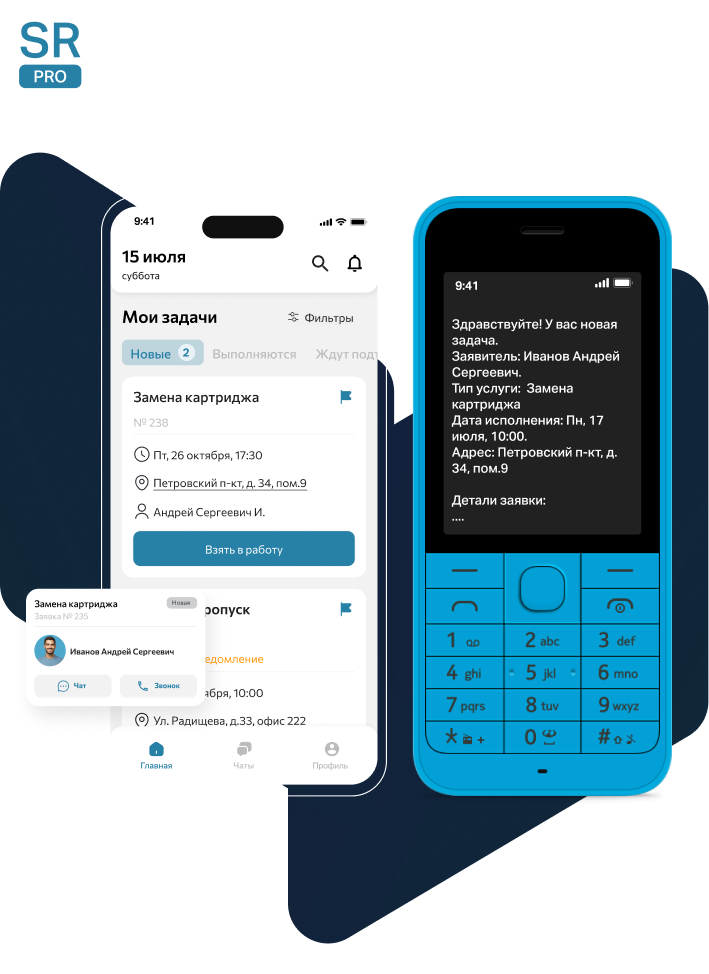 SR
PRO
9:41
15 июля
суббота
Мои задачи
Фильтры
Новые 2 Выполняются Ждут подт
Замена картриджа
№ 238
Пт, 26 октября, 17:30
Петровский п-кт, д. 34, пом.9
Андрей Сергеевич И.
Взять в работу
Замена картриджа
Новая
Заявка № 235
Иванов Андрей Сергеевич
Чат
Звонок
ропуск
едомление
ября, 10:00
Ул. Радищева, д.33, офис 222
Главная
Чаты
Профиль
9:41
Здравствуйте! У вас новая
задача.
Заявитель: Иванов Андрей
Сергеевич.
Тип услуги: Замена
картриджа
Дата исполнения: Пн, 17
июля, 10:00.
Адрес: Петровский п-кт, д.
34, пом.9
Детали заявки:
....
1
2 abc
3 def
4 ghi
5 jkl
6 mno
7 pqrs
8 tuv
9 wxyz
* +
0
#